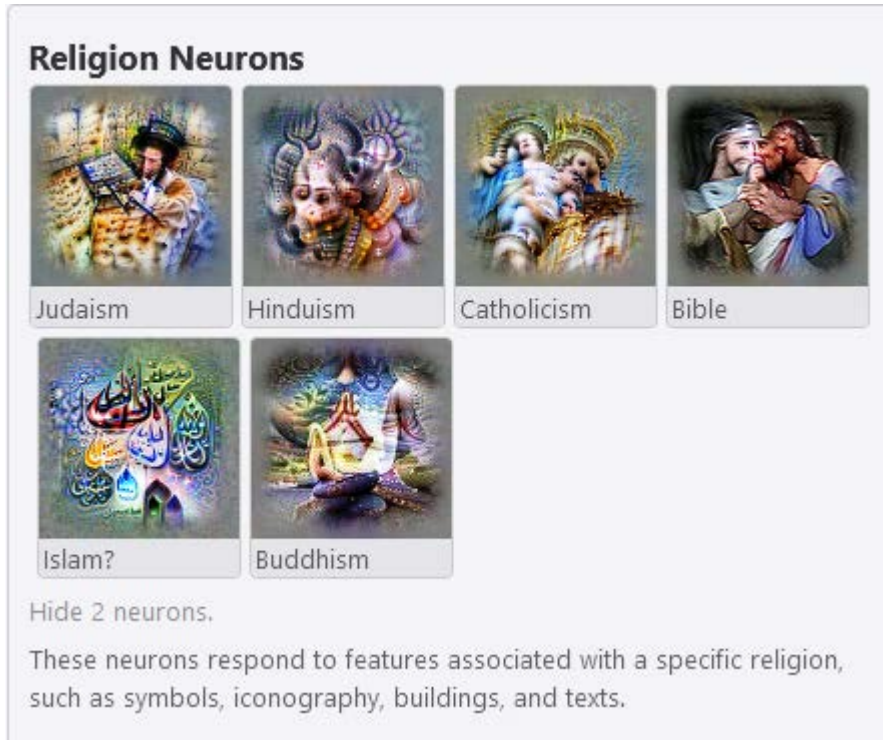 Religion Neurons
Judaism
Hinduism
Catholicism
Bible
Islam?
Buddhism
Hide 2 neurons.
These neurons respond to features associated with a specific religion,
such as symbols, iconography, buildings, and texts.